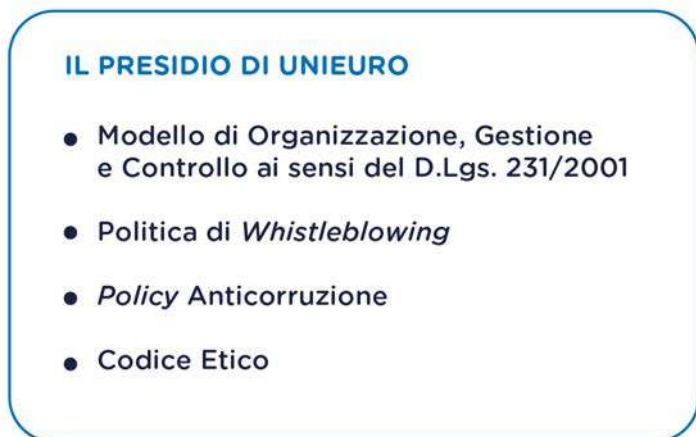 IL PRESIDIO DI UNIEURO
● Modello di Organizzazione, Gestione
e Controllo ai sensi del D.Lgs. 231/2001
● Politica di Whistleblowing
● Policy Anticorruzione
● Codice Etico